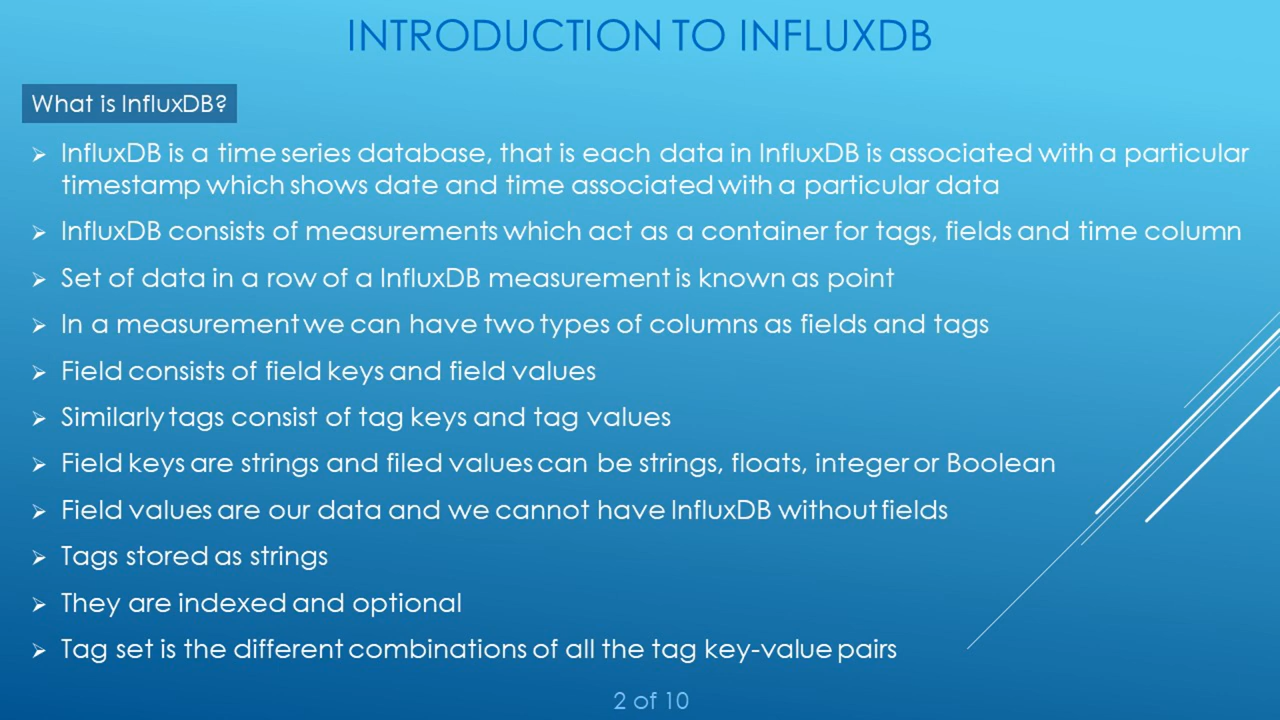 INTRODUCTION TO INFLUXDB
What is InfluxDB?
➢ InfluxDB is a time series database, that is each data in InfluxDB is associated with a particular
timestamp which shows date and time associated with a particular data
➢ InfluxDB consists of measurements which act as a container for tags, fields and time column
➢ Set of data in a row of a InfluxDB measurement is known as point
➢ In a measurement we can have two types of columns as fields and tags
➢ Field consists of field keys and field values
➢ Similarly tags consist of tag keys and tag values
➢ Field keys are strings and filed values can be strings, floats, integer or Boolean
➢ Field values are our data and we cannot have InfluxDB without fields
➢ Tags stored as strings
➢ They are indexed and optional
➢ Tag set is the different combinations of all the tag key-value pairs
2 of 10